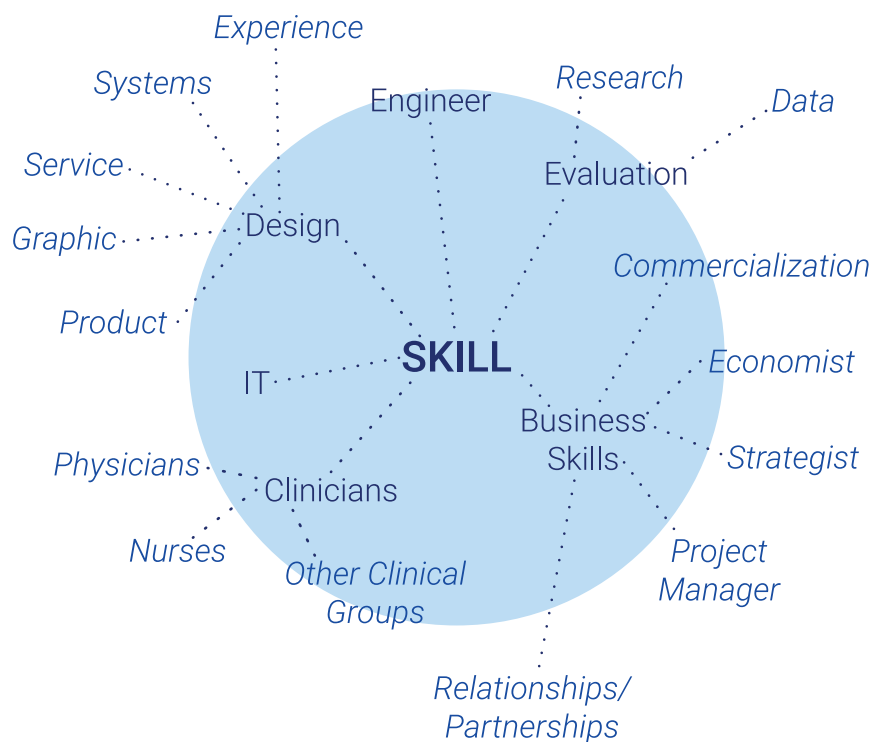 Experience
Systems
Engineer
Research
Data
Service
Evaluation
Design
Graphic
Commercialization
Product
SKILL
Economist
IT
Business
Skills
Strategist
Physicians
Clinicians
Nurses
Other Clinical
Groups
Project
Manager
Relationships/
Partnerships